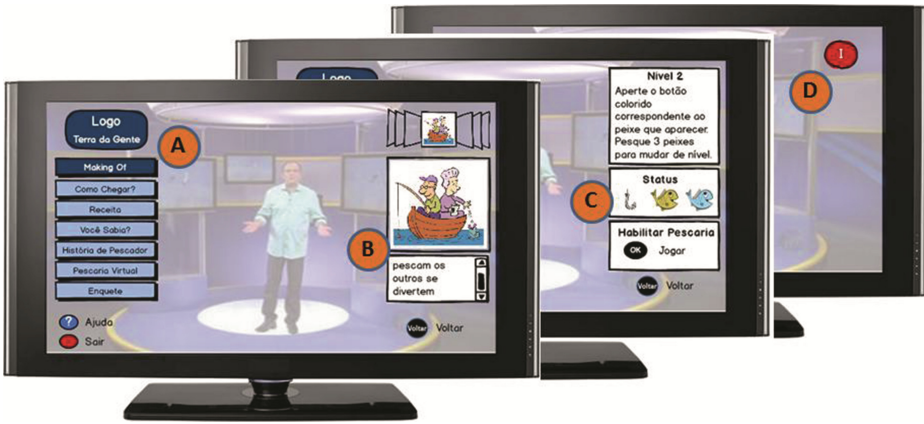 Logo
Terra da Gente
A
Making Of
Como Chegar?
Receita
Você Sabia?
História de Pescador
Pescaria Virtual
Enquete
? Ajuda
Sair
B
pescam os
outros se
divertem
Voltar Voltar
Logo
Nivel 2
Aperte o botão
colorido
correspondente ao
peixe que aparecer.
Pesque 3 peixes
para mudar de nível.
C
Status
Habilitar Pescaria
OK Jogar
Voltar Voltar
D
I